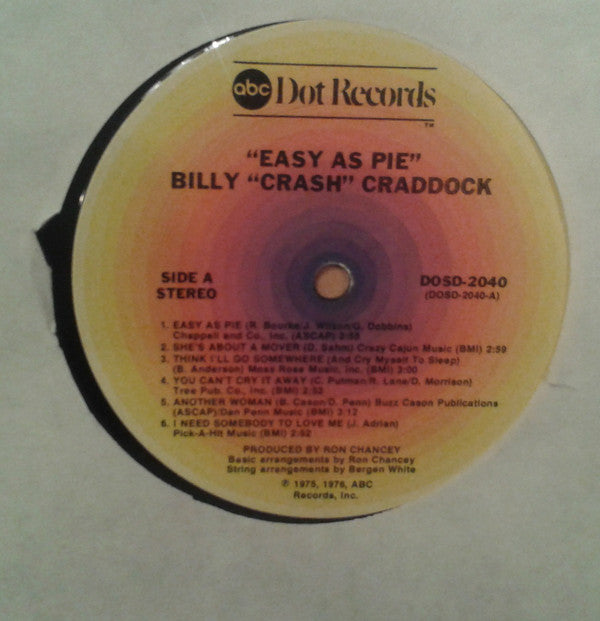 abc Dot Records
TM
"EASY AS PIE"
BILLY "CRASH" CRADDOCK
SIDE A
STEREO
DOSD-2040
(DOSD-2040-A)
1. EASY AS PIE (R. Bourke/J. Wilson/G. Dobbins)
Chappell and Co., Inc. (ASCAP)
2. SHE'S ABOUT A MOVER (D. Sahm) Crazy Cajun Music (BMI) 2:59
3. THINK I'LL GO SOMEWHERE (And Cry Myself To Sleep)
(B. Anderson) Moss Rose Music, Inc. (BMI) 3:00
4. YOU CAN'T CRY IT AWAY (C. Putman/R. Lane/D. Morrison)
Tree Pub. Co., Inc. (BMI) 2:52
5. ANOTHER WOMAN (B. Cason/D. Penn) Buzz Cason Publications
(ASCAP)/Dan Penn Music (BMI) 3:12
6. I NEED SOMEBODY TO LOVE ME (J. Adrian)
Pick-A-Hit Music (BMI) 2:52
PRODUCED BY RON CHANCEY
Basic arrangements by Ron Chancey
String arrangements by Bergen White
℗ 1975, 1976, ABC
Records, Inc.